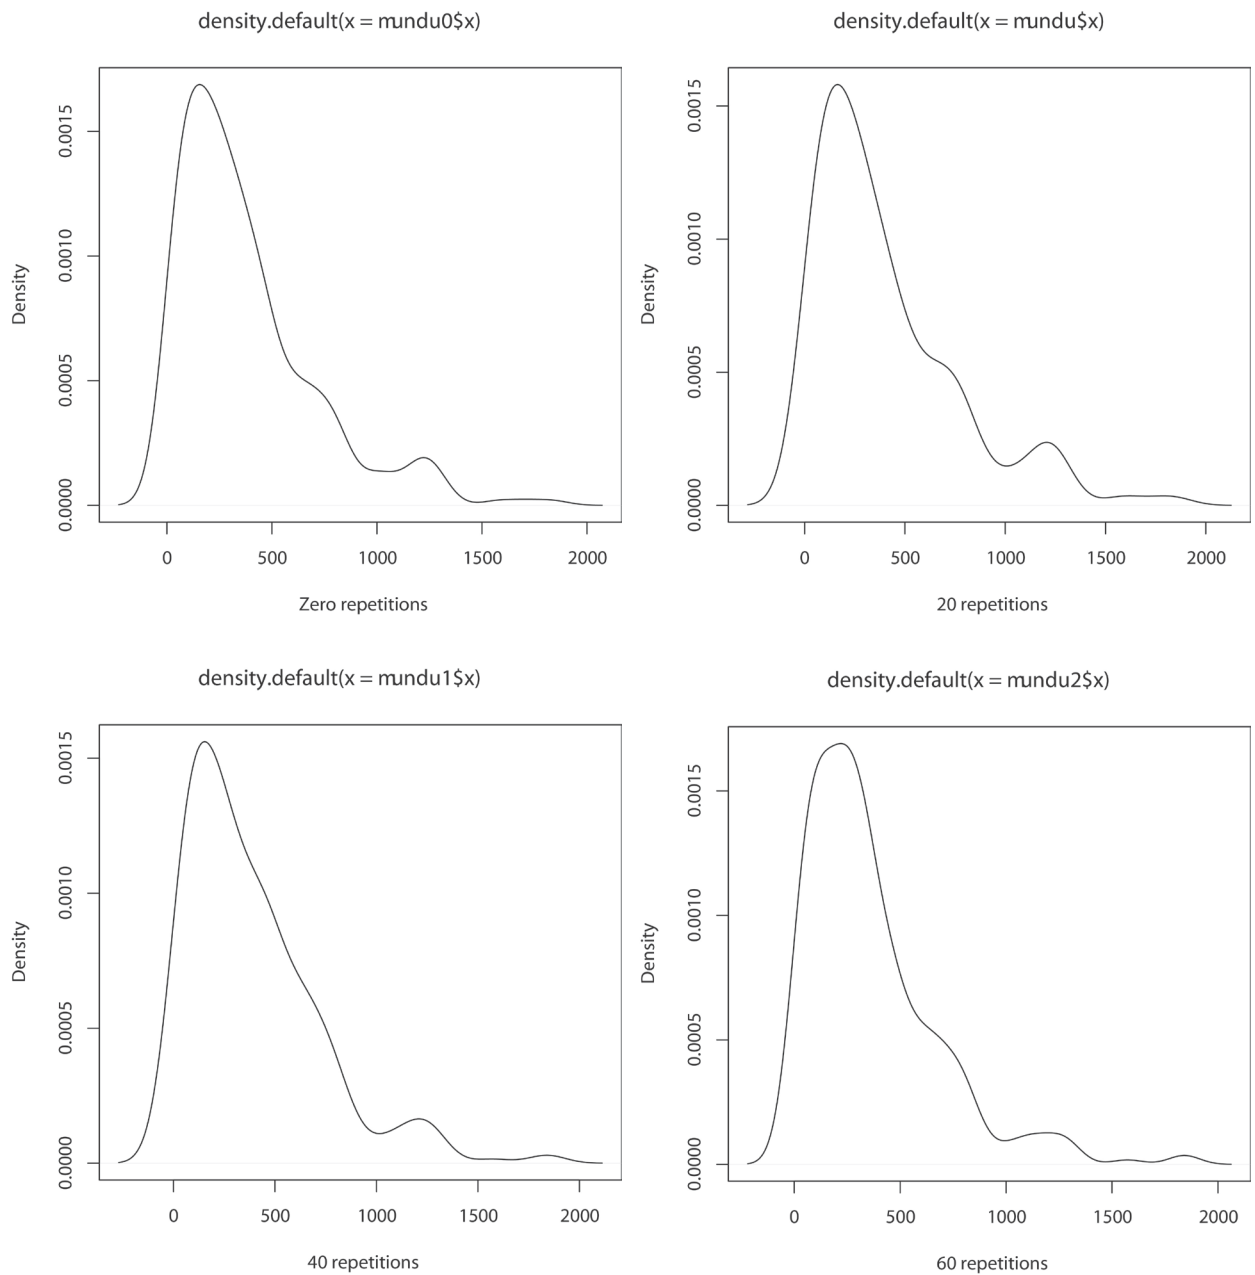 density.default(x = mundu0$x)
Density
0.0000 0.0005 0.0010 0.0015
0 500 1000 1500 2000
Zero repetitions
density.default(x = mundu$x)
Density
0.0000 0.0005 0.0010 0.0015
0 500 1000 1500 2000
20 repetitions
density.default(x = mundu1$x)
Density
0.0000 0.0005 0.0010 0.0015
0 500 1000 1500 2000
40 repetitions
density.default(x = mundu2$x)
Density
0.0000 0.0005 0.0010 0.0015
0 500 1000 1500 2000
60 repetitions